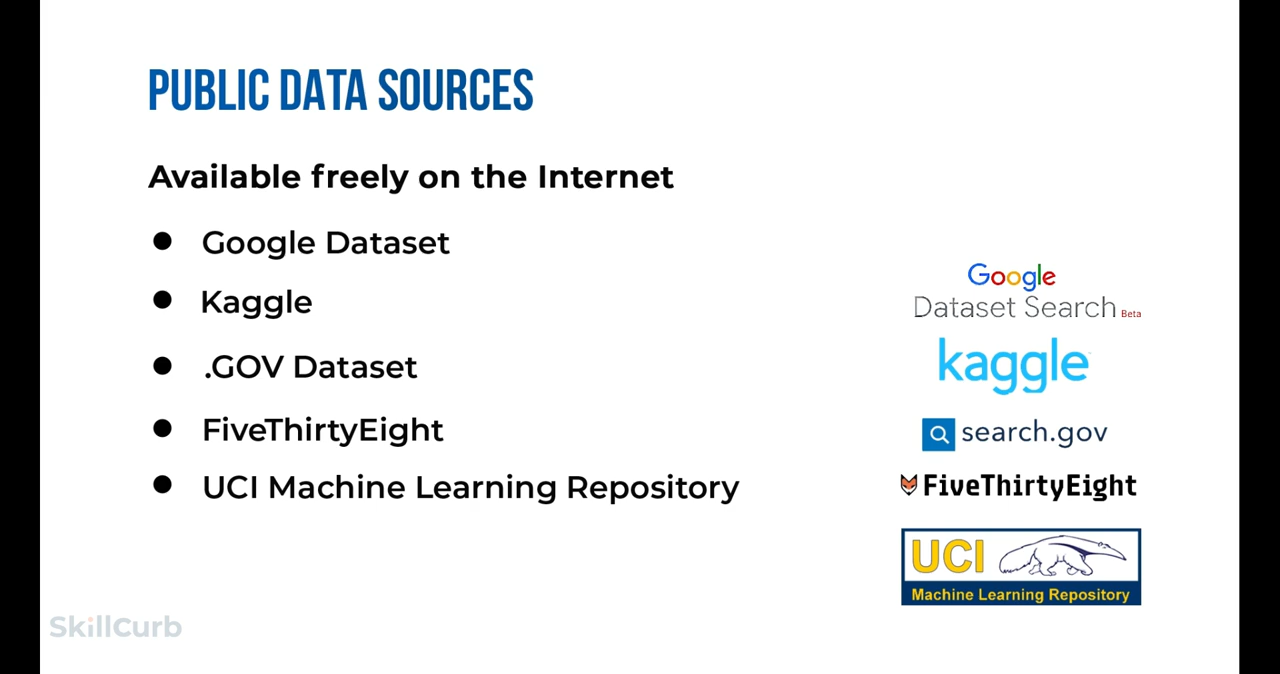 PUBLIC DATA SOURCES
Available freely on the Internet
● Google Dataset
● Kaggle
● .GOV Dataset
● FiveThirtyEight
● UCI Machine Learning Repository
Google
Dataset Search Beta
kaggle
search.gov
FiveThirtyEight
UCI
Machine Learning Repository
SkillCurb